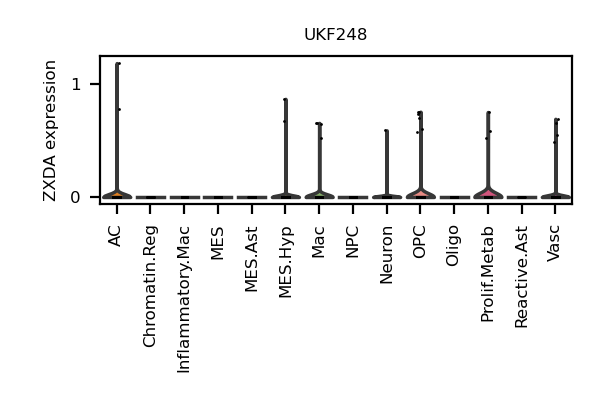 UKF248
ZXDA expression
1
0
AC
Chromatin.Reg
Inflammatory.Mac
MES
MES.Ast
MES.Hyp
Mac
NPC
Neuron
OPC
Oligo
Prolif.Metab
Reactive.Ast
Vasc